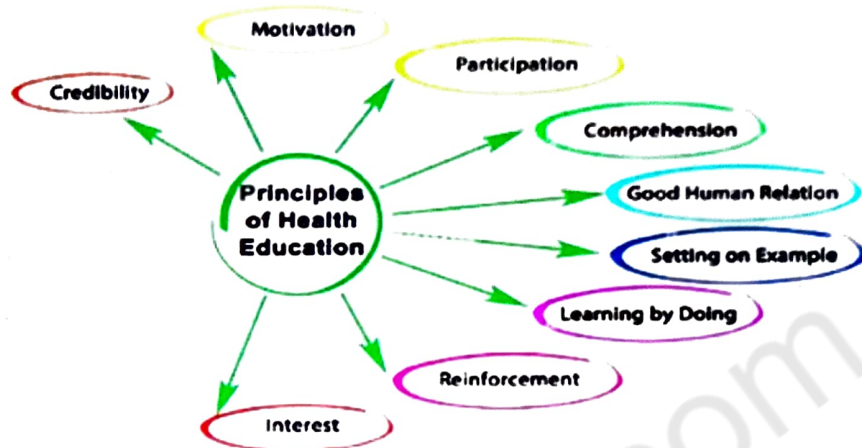 Motivation
Participation
Credibility
Comprehension
Principles
of Health
Education
Good Human Relation
Setting on Example
Learning by Doing
Reinforcement
Interest
oom